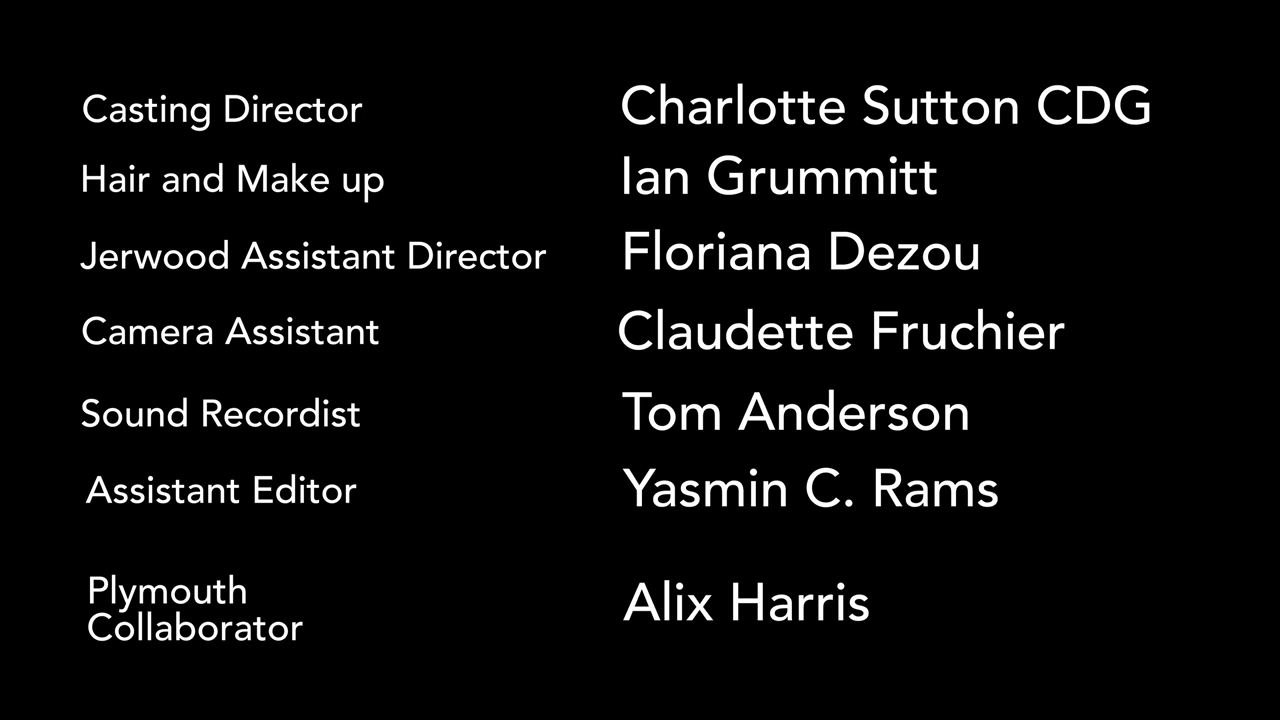 Casting Director Charlotte Sutton CDG
Hair and Make up Ian Grummitt
Jerwood Assistant Director Floriana Dezou
Camera Assistant Claudette Fruchier
Sound Recordist Tom Anderson
Assistant Editor Yasmin C. Rams
Plymouth
Collaborator Alix Harris